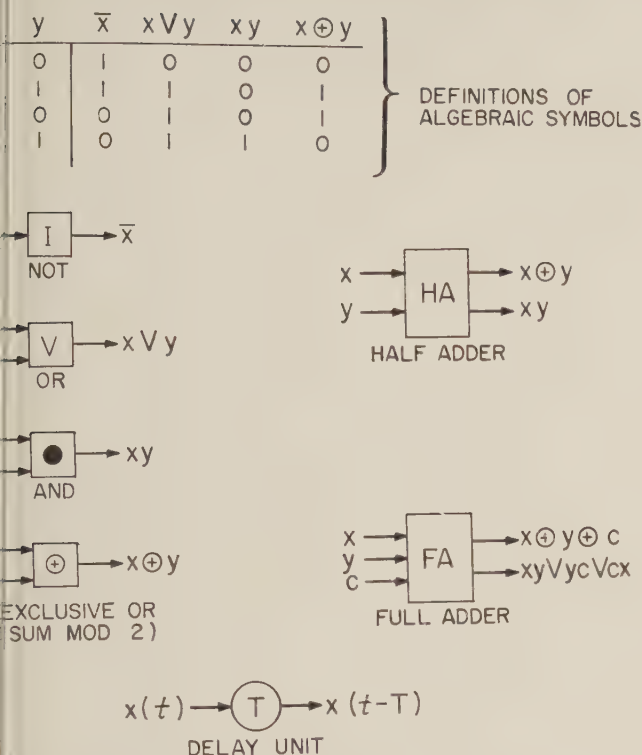 y x̅ x V y x y x ⊕ y
0 1 0 0 0
1 1 1 0 1
0 0 1 0 1
1 0 1 1 0
DEFINITIONS OF
ALGEBRAIC SYMBOLS
I x̅
NOT
x x ⊕ y
HA
y xy
HALF ADDER
V x V y
OR
● xy
AND
⊕ x ⊕ y
EXCLUSIVE OR
(SUM MOD 2)
x x ⊕ y ⊕ c
y FA
c xyVycVcx
FULL ADDER
x(t) T x (t-T)
DELAY UNIT